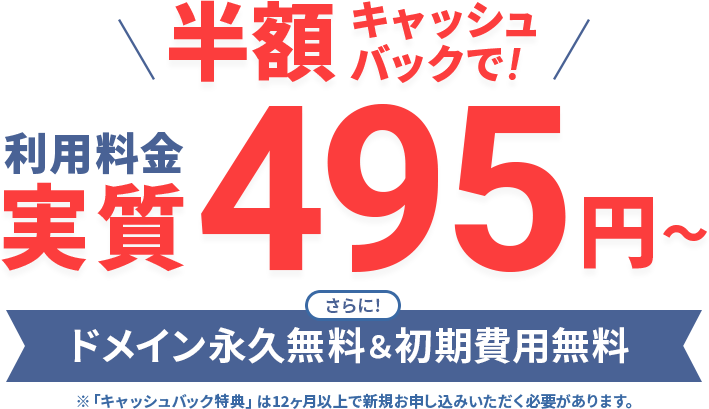 半額 キャッシュ
バックで!
利用料金
実質 495円～
さらに!
ドメイン永久無料&初期費用無料
※「キャッシュバック特典」は12ヶ月以上で新規お申し込みいただく必要があります。